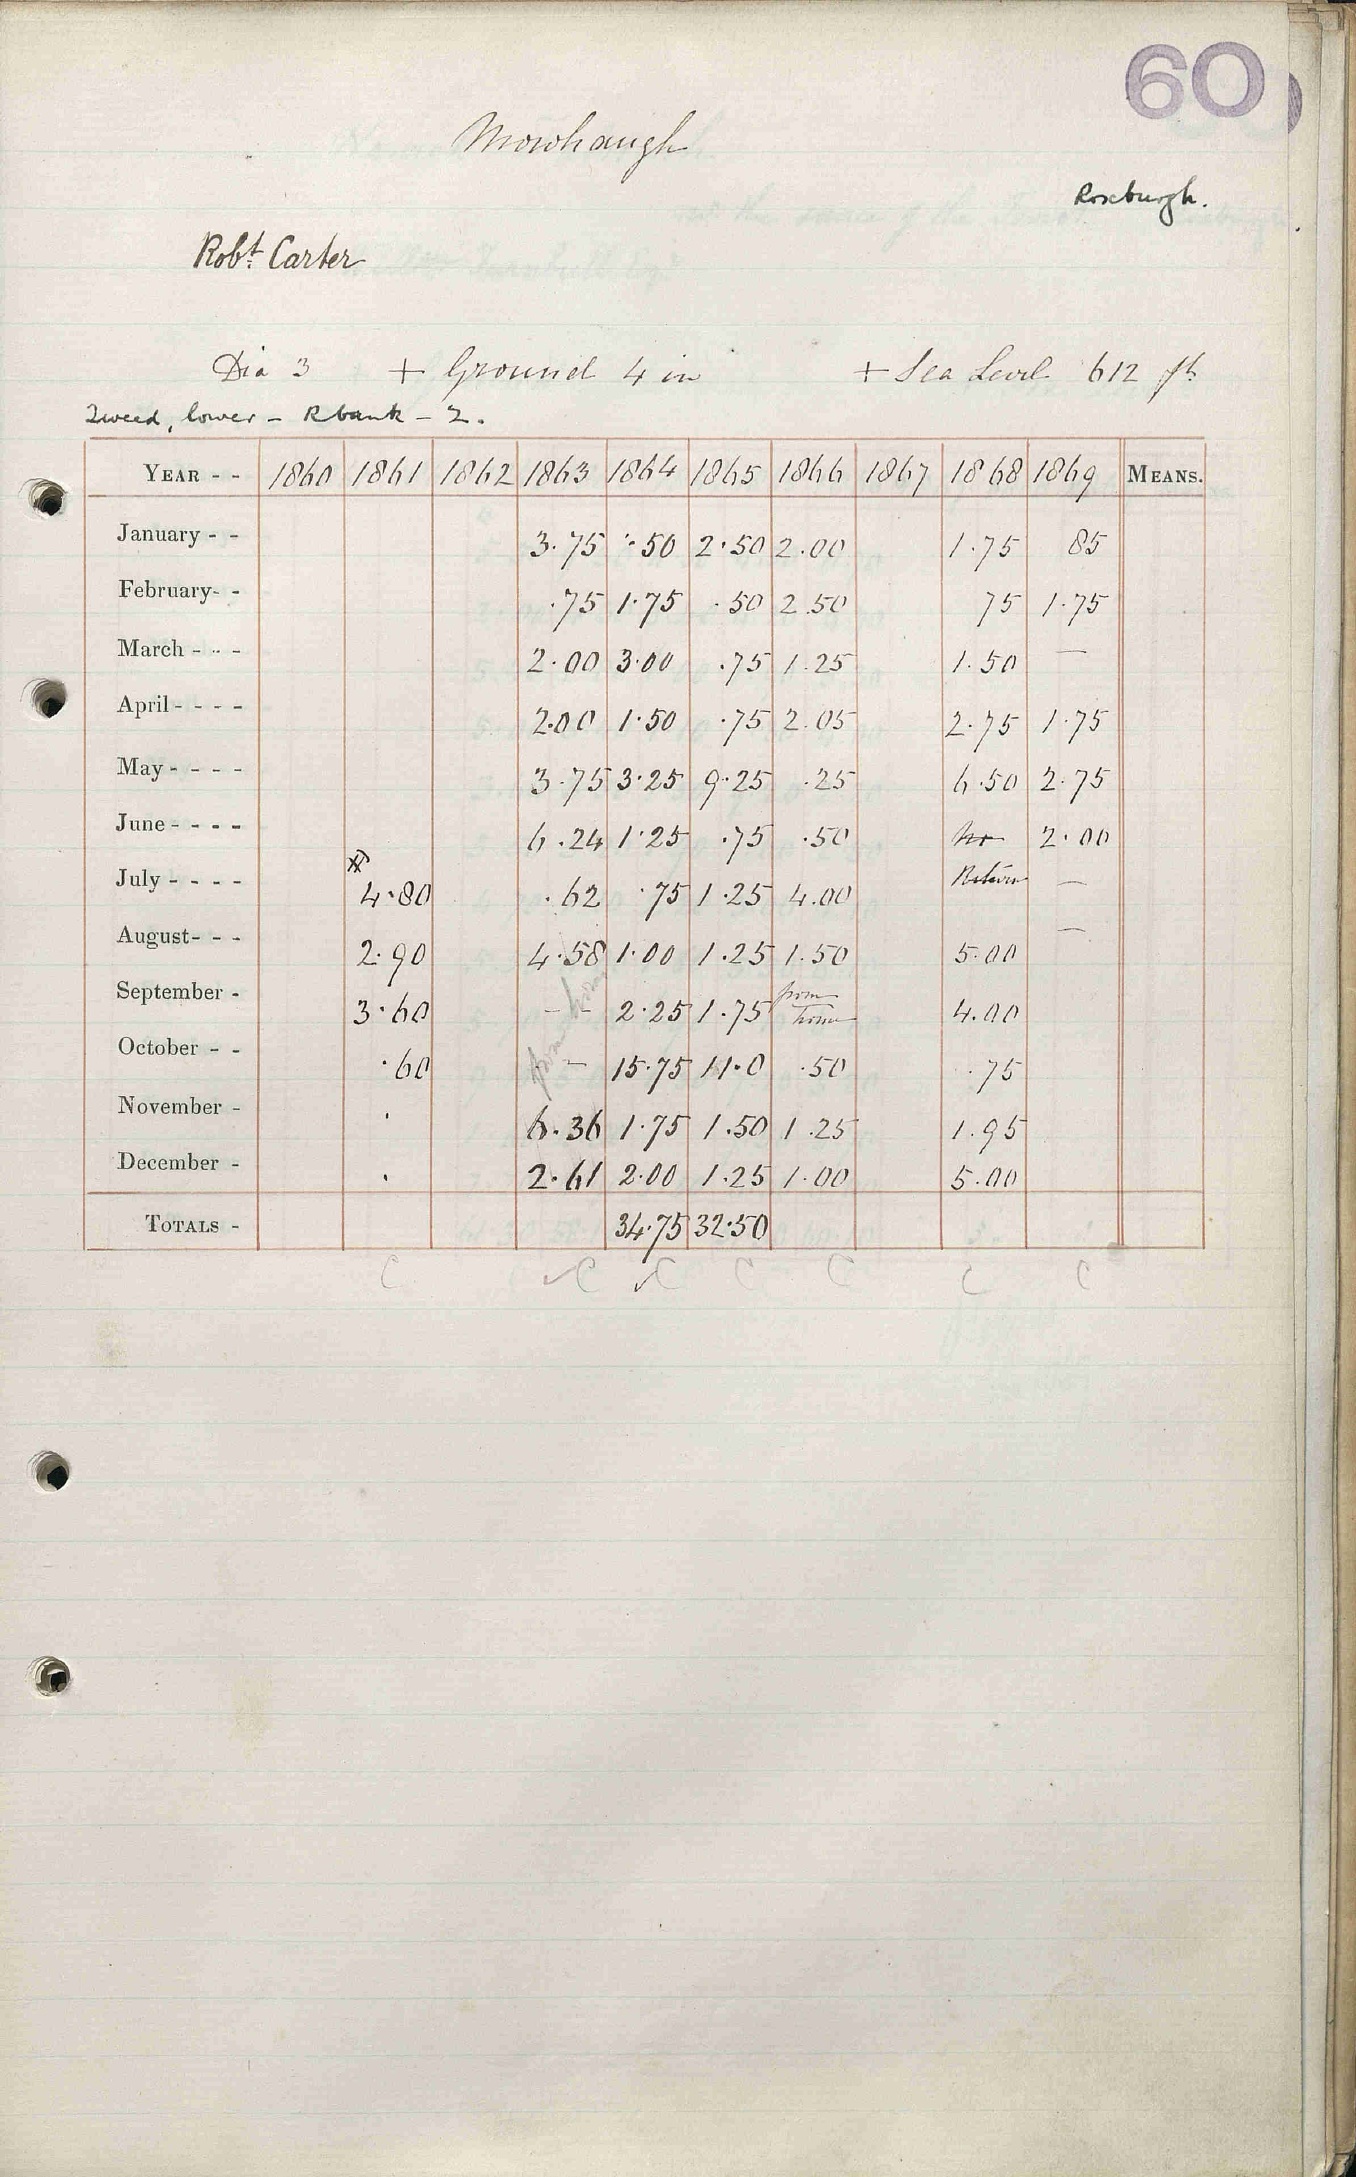 60
Mowhaugh
Roxburgh.
Robt. Carter
Dia 3 + Ground 4 in + Sea Level 612 ft
Tweed, lower - R bank - 2.
YEAR - - 1860 1861 1862 1863 1864 1865 1866 1867 1868 1869 MEANS.
January - - 3.75 .50 2.50 2.00 1.75 85
February - - .75 1.75 .50 2.50 75 1.75
March - - - 2.00 3.00 .75 1.25 1.50 —
April - - - - 2.00 1.50 .75 2.05 2.75 1.75
May - - - - 3.75 3.25 9.25 .25 6.50 2.75
June - - - - 6.24 1.25 .75 .50 No 2.00
July - - - - 4.80 .62 .75 1.25 4.00 Return —
August - - - 2.90 4.58 1.00 1.25 1.50 5.00 —
September - 3.60 - - 2.25 1.75 from home 4.00
October - - .60 from home - 15.75 11.0 .50 .75
November - . 6.36 1.75 1.50 1.25 1.95
December - . 2.61 2.00 1.25 1.00 5.00
TOTALS - 34.75 32.50
C ✓C ✓C C C C C